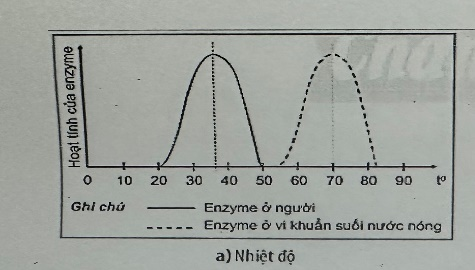 Hoạt tính của enzyme
0 10 20 30 40 50 60 70 80 90 tº
Ghi chú
Enzyme ở người
Enzyme ở vi khuẩn suối nước nóng
a) Nhiệt độ